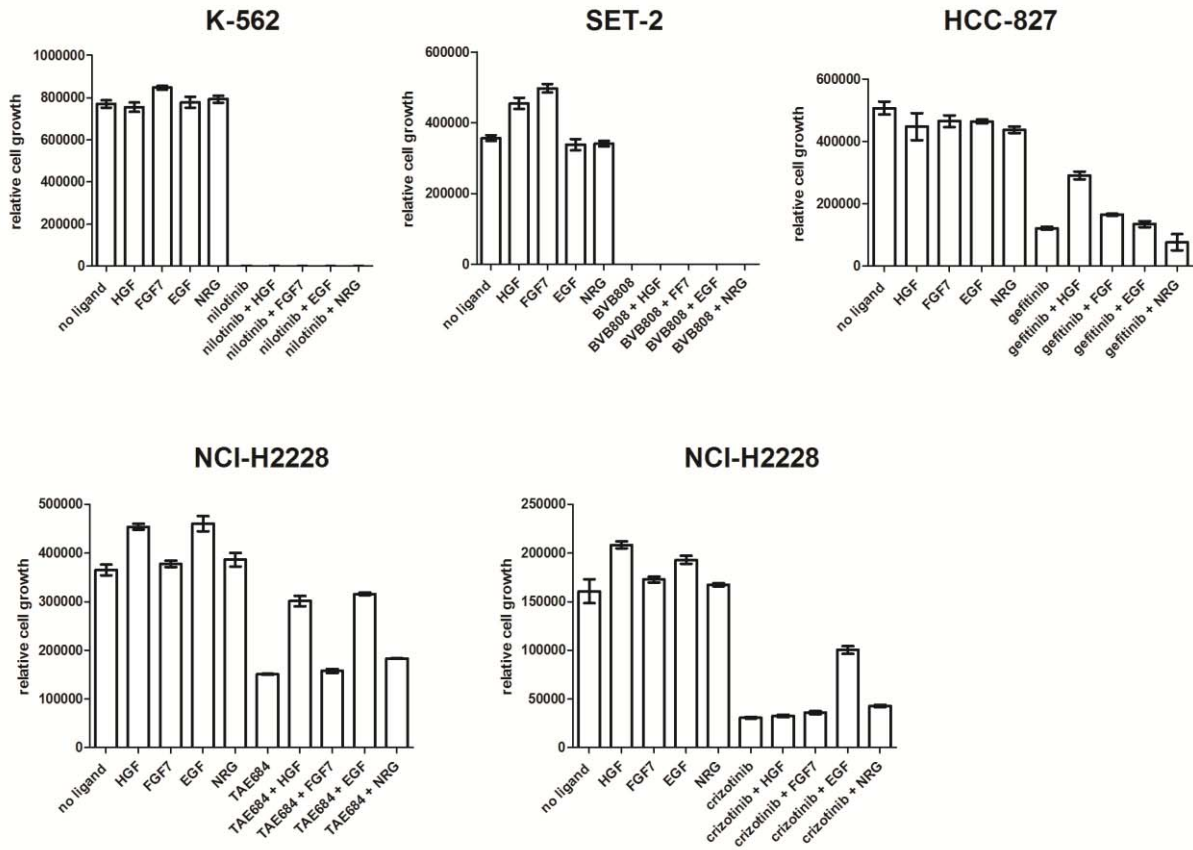 K-562
relative cell growth
1000000
800000
600000
400000
200000
0
no ligand
HGF
FGF7
EGF
NRG
nilotinib
nilotinib + HGF
nilotinib + FGF7
nilotinib + EGF
nilotinib + NRG
SET-2
relative cell growth
600000
400000
200000
0
no ligand
HGF
FGF7
EGF
NRG
BVB808
BVB808 + HGF
BVB808 + FF7
BVB808 + EGF
BVB808 + NRG
HCC-827
relative cell growth
600000
400000
200000
0
no ligand
HGF
FGF7
EGF
NRG
gefitinib
gefitinib + HGF
gefitinib + FGF
gefitinib + EGF
gefitinib + NRG
NCI-H2228
relative cell growth
500000
400000
300000
200000
100000
0
no ligand
HGF
FGF7
EGF
NRG
TAE684
TAE684 + HGF
TAE684 + FGF7
TAE684 + EGF
TAE684 + NRG
NCI-H2228
relative cell growth
250000
200000
150000
100000
50000
0
no ligand
HGF
FGF7
EGF
NRG
crizotinib
crizotinib + HGF
crizotinib + FGF7
crizotinib + EGF
crizotinib + NRG